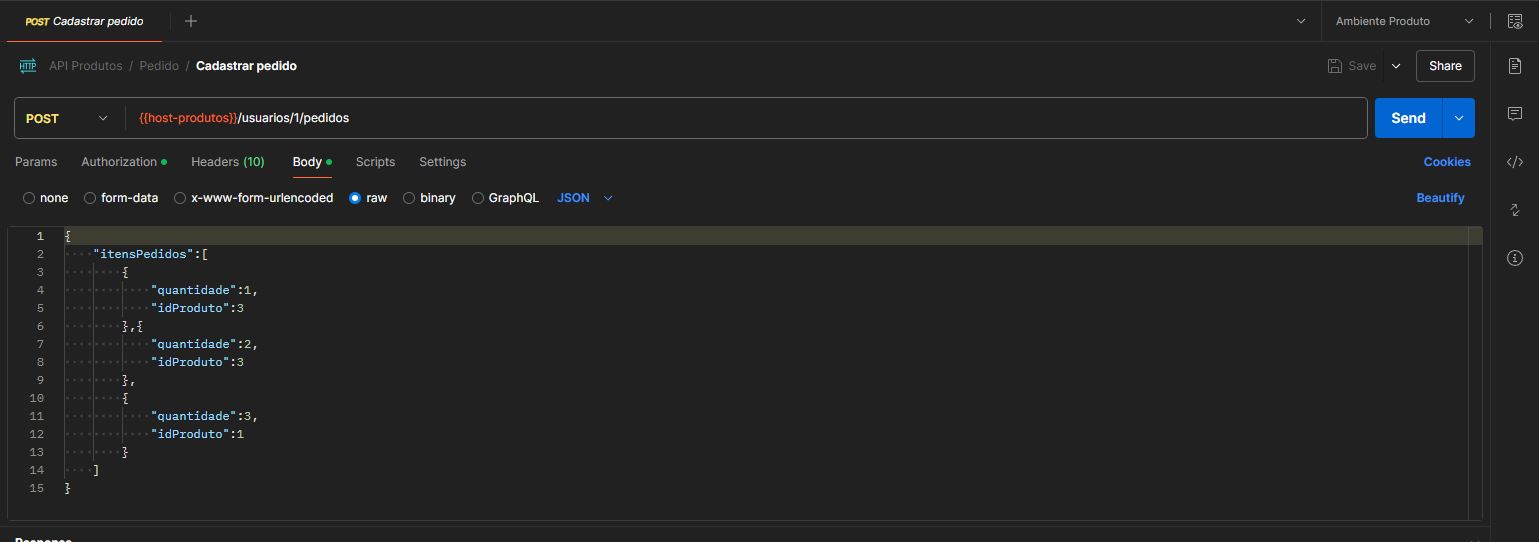 POST Cadastrar pedido
Ambiente Produto
HTTP API Produtos / Pedido / Cadastrar pedido
Save
Share
POST {{host-produtos}}/usuarios/1/pedidos
Send
Params Authorization Headers (10) Body Scripts Settings
Cookies
none form-data x-www-form-urlencoded raw binary GraphQL JSON
Beautify
1 {
2 "itensPedidos":[
3 {
4 "quantidade":1,
5 "idProduto":3
6 },{
7 "quantidade":2,
8 "idProduto":3
9 },
10 {
11 "quantidade":3,
12 "idProduto":1
13 }
14 ]
15 }
Response